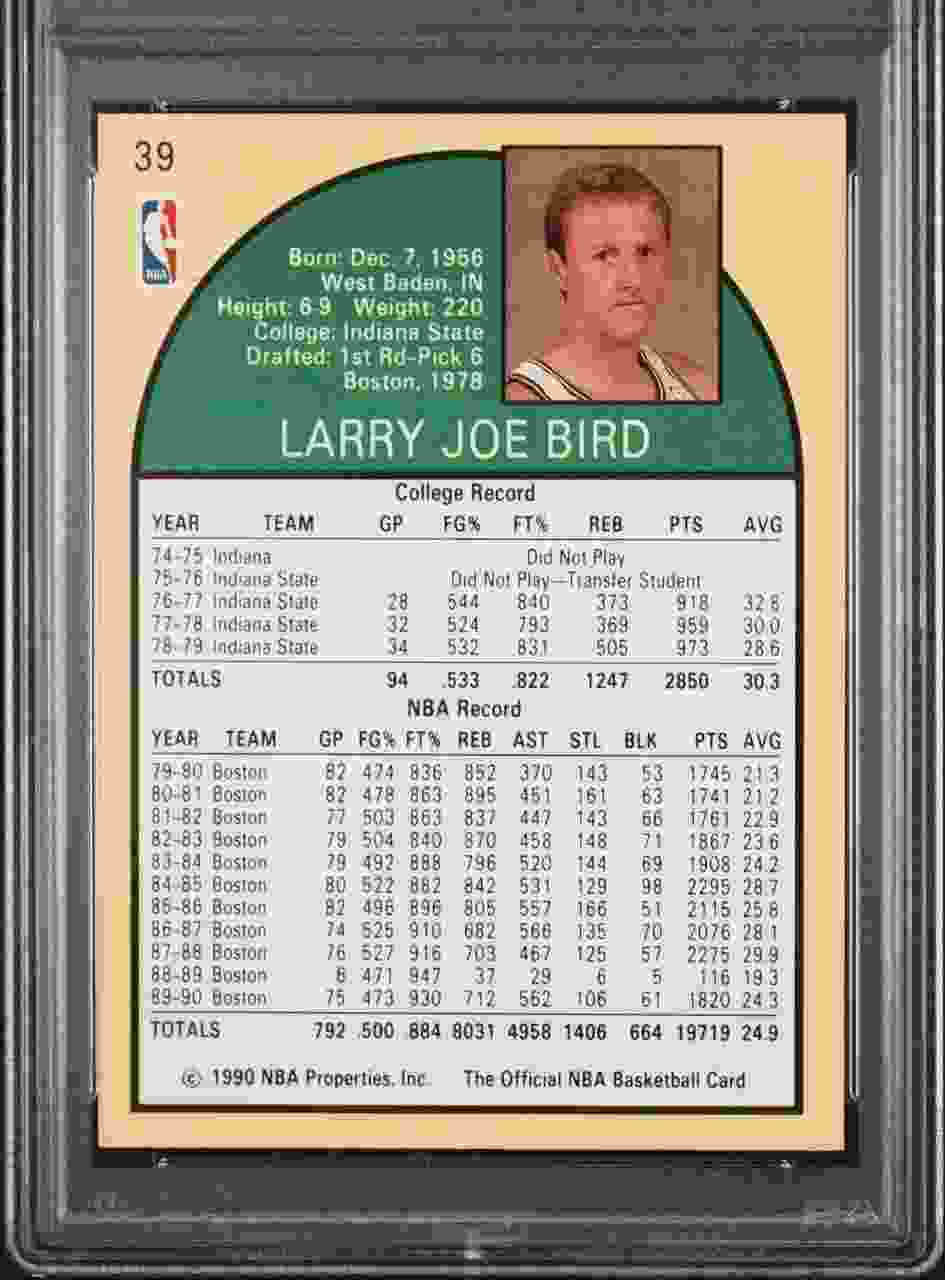 39
NBA
Born: Dec. 7, 1956
West Baden, IN
Height: 6-9 Weight: 220
College: Indiana State
Drafted: 1st Rd-Pick 6
Boston, 1978
LARRY JOE BIRD
College Record
YEAR TEAM GP FG% FT% REB PTS AVG
74-75 Indiana Did Not Play
75-76 Indiana State Did Not Play—Transfer Student
76-77 Indiana State 28 .544 .840 373 918 32.8
77-78 Indiana State 32 .524 .793 369 959 30.0
78-79 Indiana State 34 .532 .831 505 973 28.6
TOTALS 94 .533 .822 1247 2850 30.3
NBA Record
YEAR TEAM GP FG% FT% REB AST STL BLK PTS AVG
79-80 Boston 82 .474 .836 852 370 143 53 1745 21.3
80-81 Boston 82 .478 .863 895 451 161 63 1741 21.2
81-82 Boston 77 .503 .863 837 447 143 66 1761 22.9
82-83 Boston 79 .504 .840 870 458 148 71 1867 23.6
83-84 Boston 79 .492 .888 796 520 144 69 1908 24.2
84-85 Boston 80 .522 .882 842 531 129 98 2295 28.7
85-86 Boston 82 .496 .896 805 557 166 51 2115 25.8
86-87 Boston 74 .525 .910 682 566 135 70 2076 28.1
87-88 Boston 76 .527 .916 703 467 125 57 2275 29.9
88-89 Boston 6 .471 .947 37 29 6 5 116 19.3
89-90 Boston 75 .473 .930 712 562 106 61 1820 24.3
TOTALS 792 .500 .884 8031 4958 1406 664 19719 24.9
© 1990 NBA Properties, Inc. The Official NBA Basketball Card